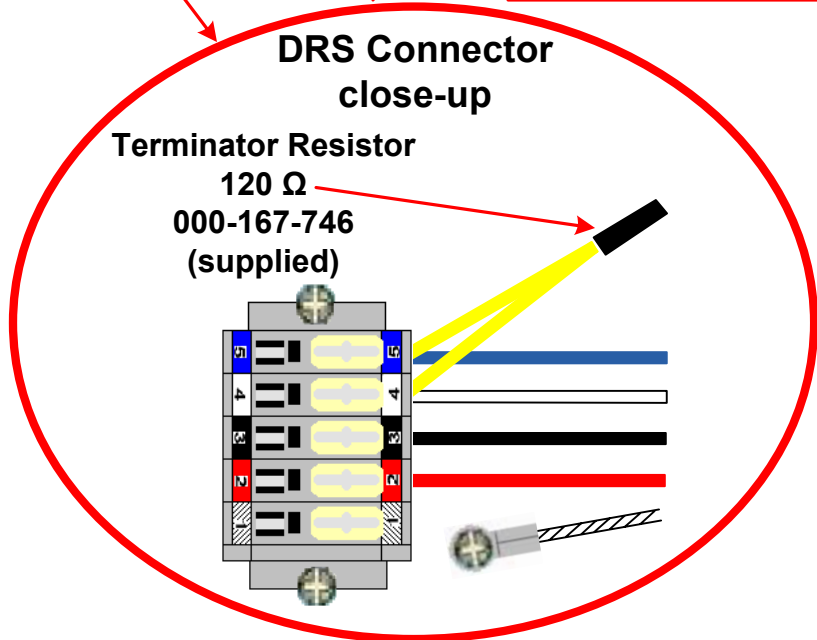 DRS Connector
close-up
Terminator Resistor
120 Ω
000-167-746
(supplied)
5 5
4 4
3 3
2 2
1 1